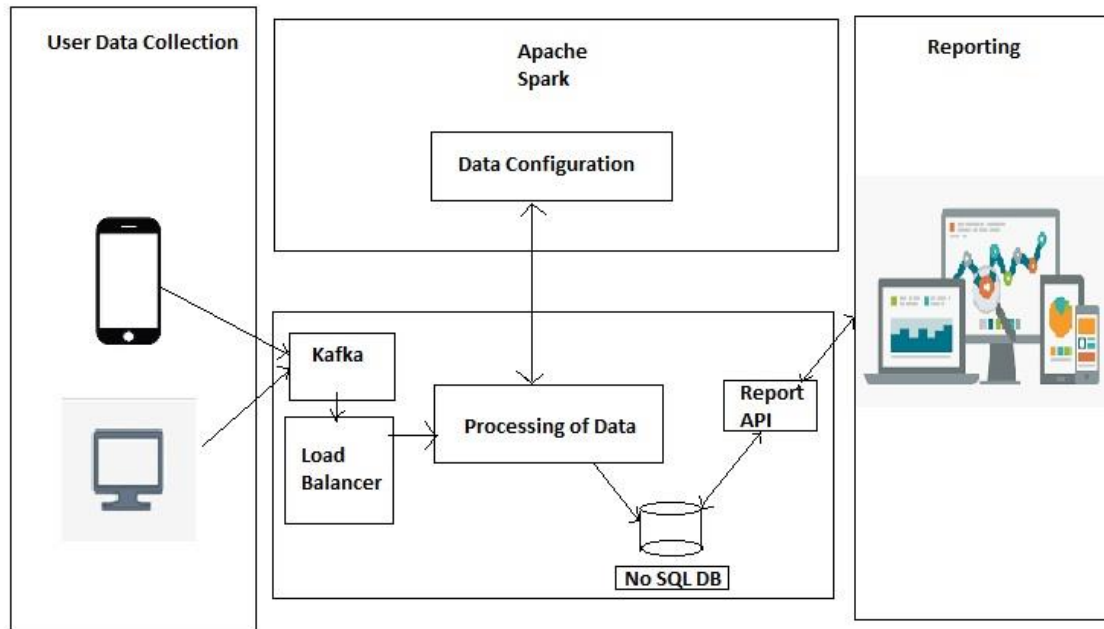 User Data Collection
Apache
Spark
Data Configuration
Reporting
Kafka
Load
Balancer
Processing of Data
Report
API
No SQL DB